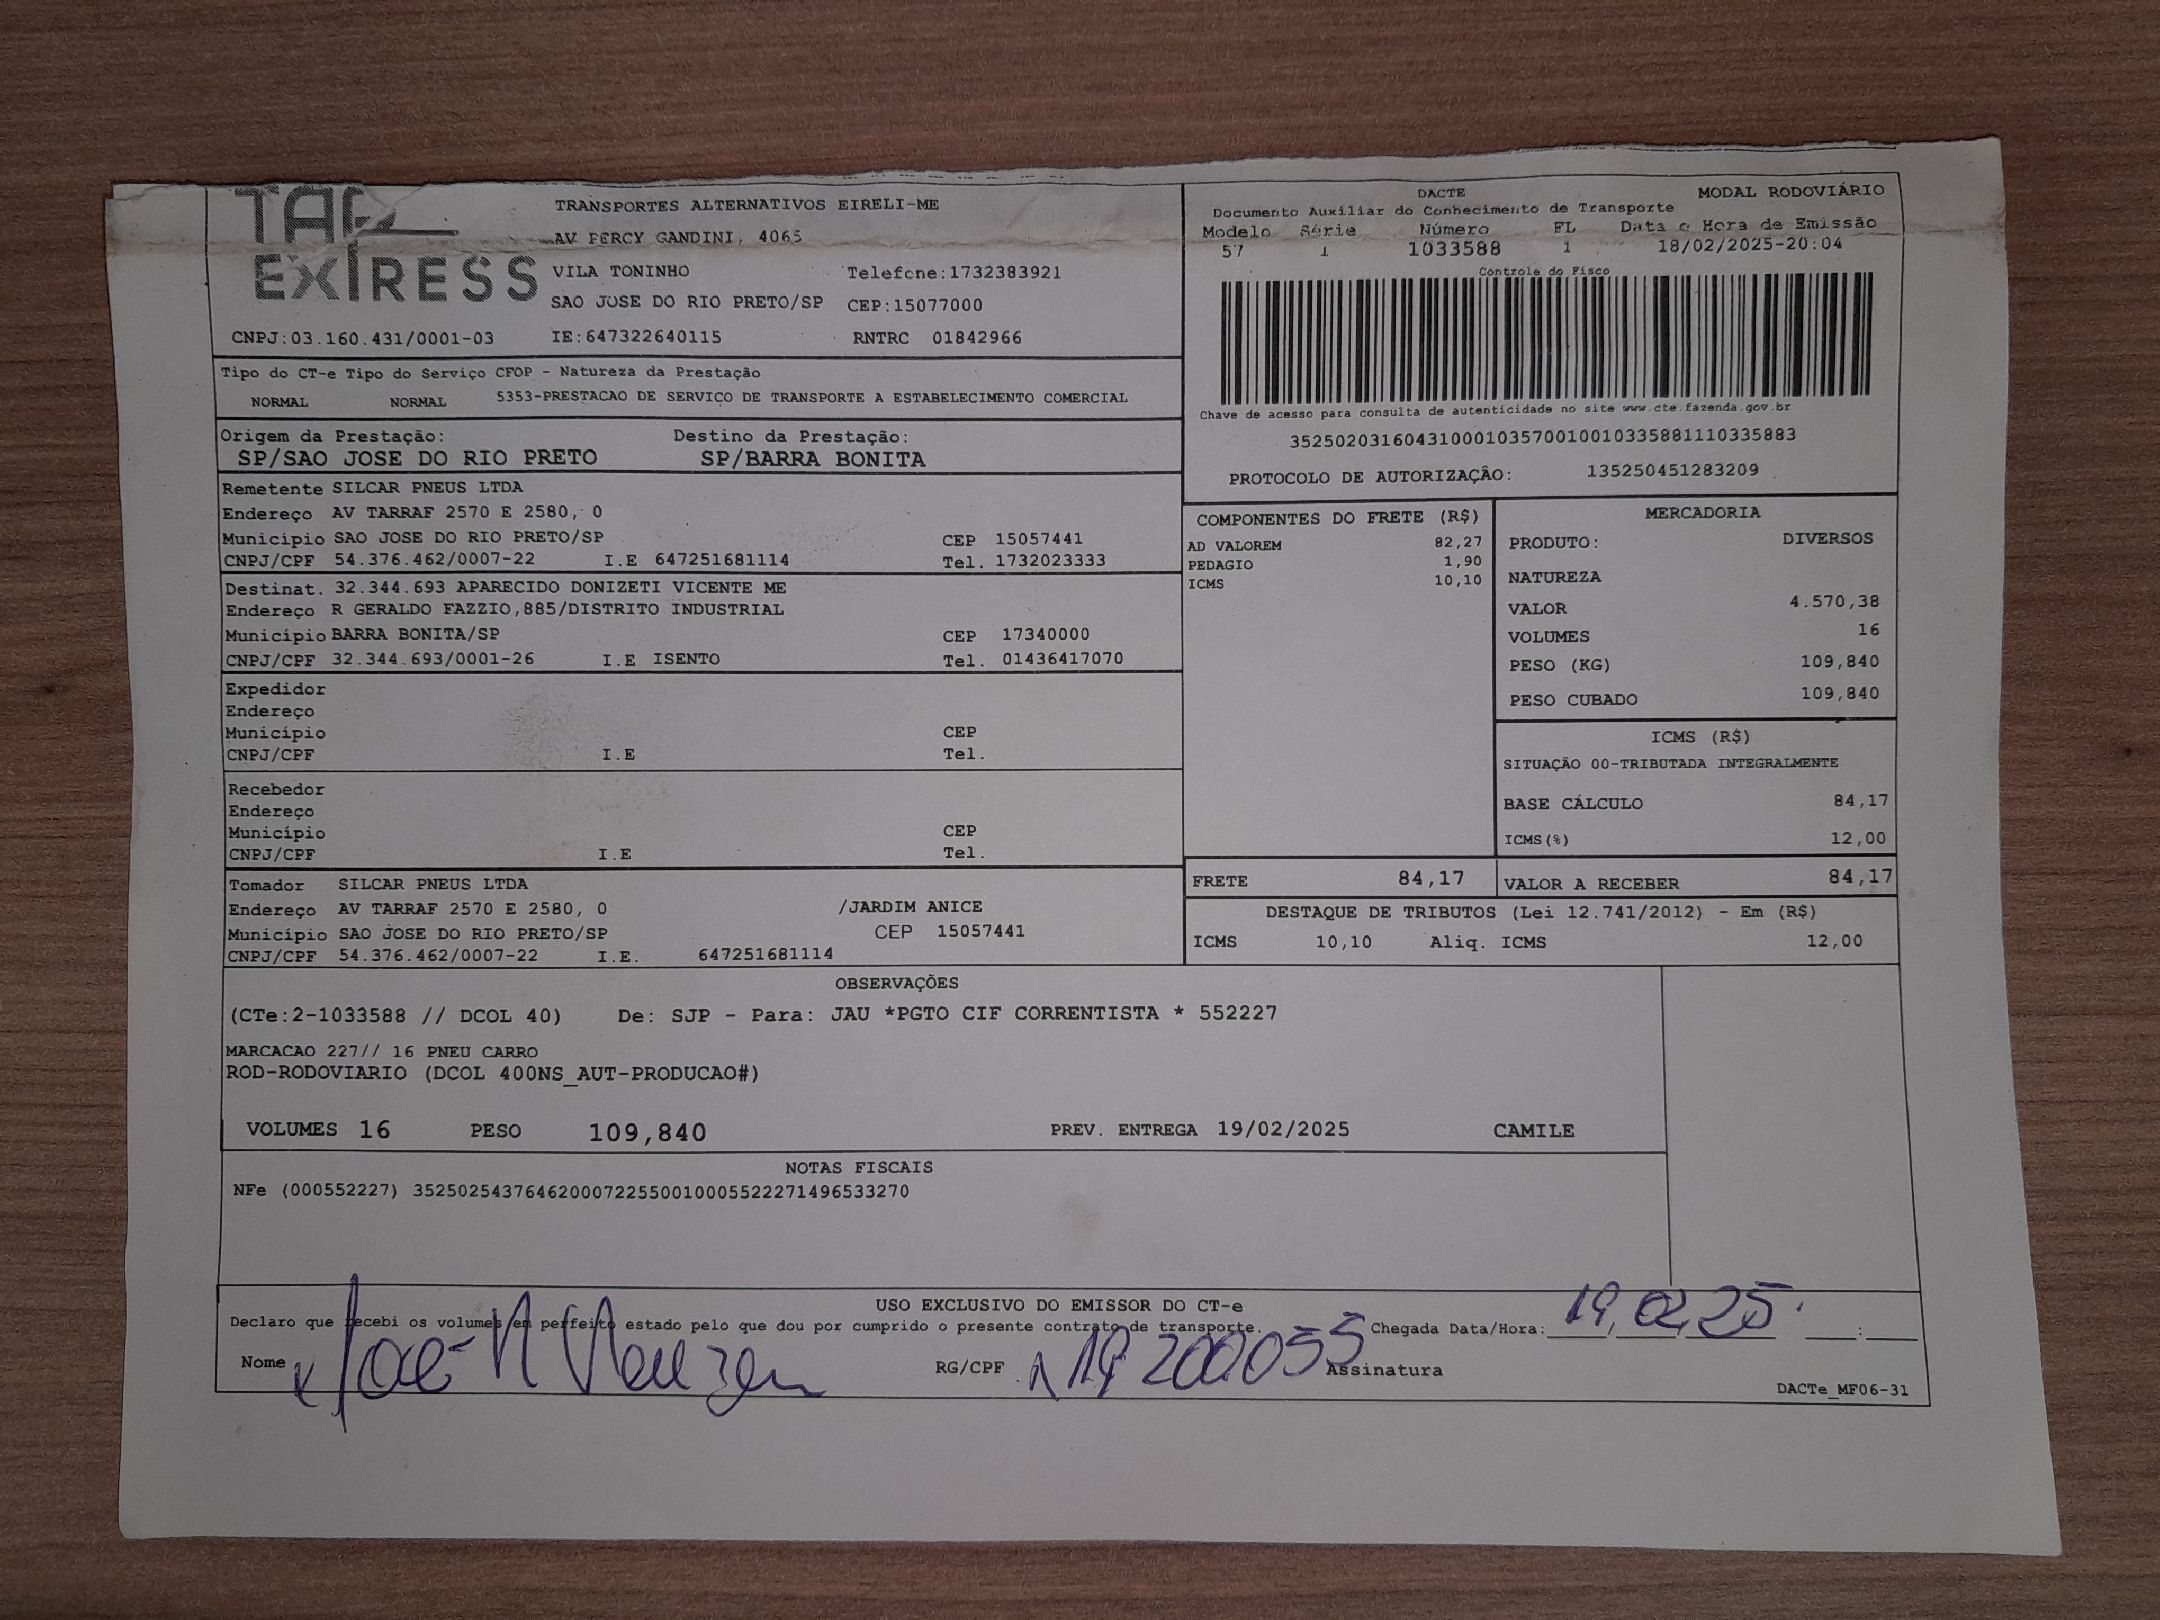 TRANSPORTES ALTERNATIVOS EIRELI-ME
AV PERCY GANDINI, 4065
EXPRESS
VILA TONINHO Telefone:1732383921
SAO JOSE DO RIO PRETO/SP CEP:15077000
CNPJ:03.160.431/0001-03 IE:647322640115 RNTRC 01842966
DACTE MODAL RODOVIÁRIO
Documento Auxiliar do Conhecimento de Transporte
Modelo Série Número FL Data e Hora de Emissão
57 1 1033588 1 18/02/2025-20:04
Controle do Fisco
Chave de acesso para consulta de autenticidade no site www.cte.fazenda.gov.br
35250203160431000103570010010335881110335883
PROTOCOLO DE AUTORIZAÇÃO: 135250451283209
Tipo do CT-e Tipo do Serviço CFOP - Natureza da Prestação
NORMAL NORMAL 5353-PRESTACAO DE SERVIÇO DE TRANSPORTE A ESTABELECIMENTO COMERCIAL
Origem da Prestação: Destino da Prestação:
SP/SAO JOSE DO RIO PRETO SP/BARRA BONITA
Remetente SILCAR PNEUS LTDA
Endereço AV TARRAF 2570 E 2580, 0
Município SAO JOSE DO RIO PRETO/SP CEP 15057441
CNPJ/CPF 54.376.462/0007-22 I.E 647251681114 Tel. 1732023333
Destinat. 32.344.693 APARECIDO DONIZETI VICENTE ME
Endereço R GERALDO FAZZIO,885/DISTRITO INDUSTRIAL
Município BARRA BONITA/SP CEP 17340000
CNPJ/CPF 32.344.693/0001-26 I.E ISENTO Tel. 01436417070
Expedidor
Endereço
Município CEP
CNPJ/CPF I.E Tel.
Recebedor
Endereço
Município CEP
CNPJ/CPF I.E Tel.
Tomador SILCAR PNEUS LTDA
Endereço AV TARRAF 2570 E 2580, 0 /JARDIM ANICE
Município SAO JOSE DO RIO PRETO/SP CEP 15057441
CNPJ/CPF 54.376.462/0007-22 I.E. 647251681114
COMPONENTES DO FRETE (R$)
AD VALOREM 82,27
PEDAGIO 1,90
ICMS 10,10
MERCADORIA
PRODUTO: DIVERSOS
NATUREZA
VALOR 4.570,38
VOLUMES 16
PESO (KG) 109,840
PESO CUBADO 109,840
ICMS (R$)
SITUAÇÃO 00-TRIBUTADA INTEGRALMENTE
BASE CÁLCULO 84,17
ICMS(%) 12,00
FRETE 84,17 VALOR A RECEBER 84,17
DESTAQUE DE TRIBUTOS (Lei 12.741/2012) - Em (R$)
ICMS 10,10 Aliq. ICMS 12,00
OBSERVAÇÕES
(CTe:2-1033588 // DCOL 40) De: SJP - Para: JAU *PGTO CIF CORRENTISTA * 552227
MARCACAO 227// 16 PNEU CARRO
ROD-RODOVIARIO (DCOL 400NS_AUT-PRODUCAO#)
VOLUMES 16 PESO 109,840 PREV. ENTREGA 19/02/2025 CAMILE
NOTAS FISCAIS
NFe (000552227) 35250254376462000722550010005522271496533270
USO EXCLUSIVO DO EMISSOR DO CT-e
Declaro que recebi os volumes em perfeito estado pelo que dou por cumprido o presente contrato de transporte. Chegada Data/Hora: 19,02,25 :
Nome RG/CPF 19200055 Assinatura
DACTe_MF06-31